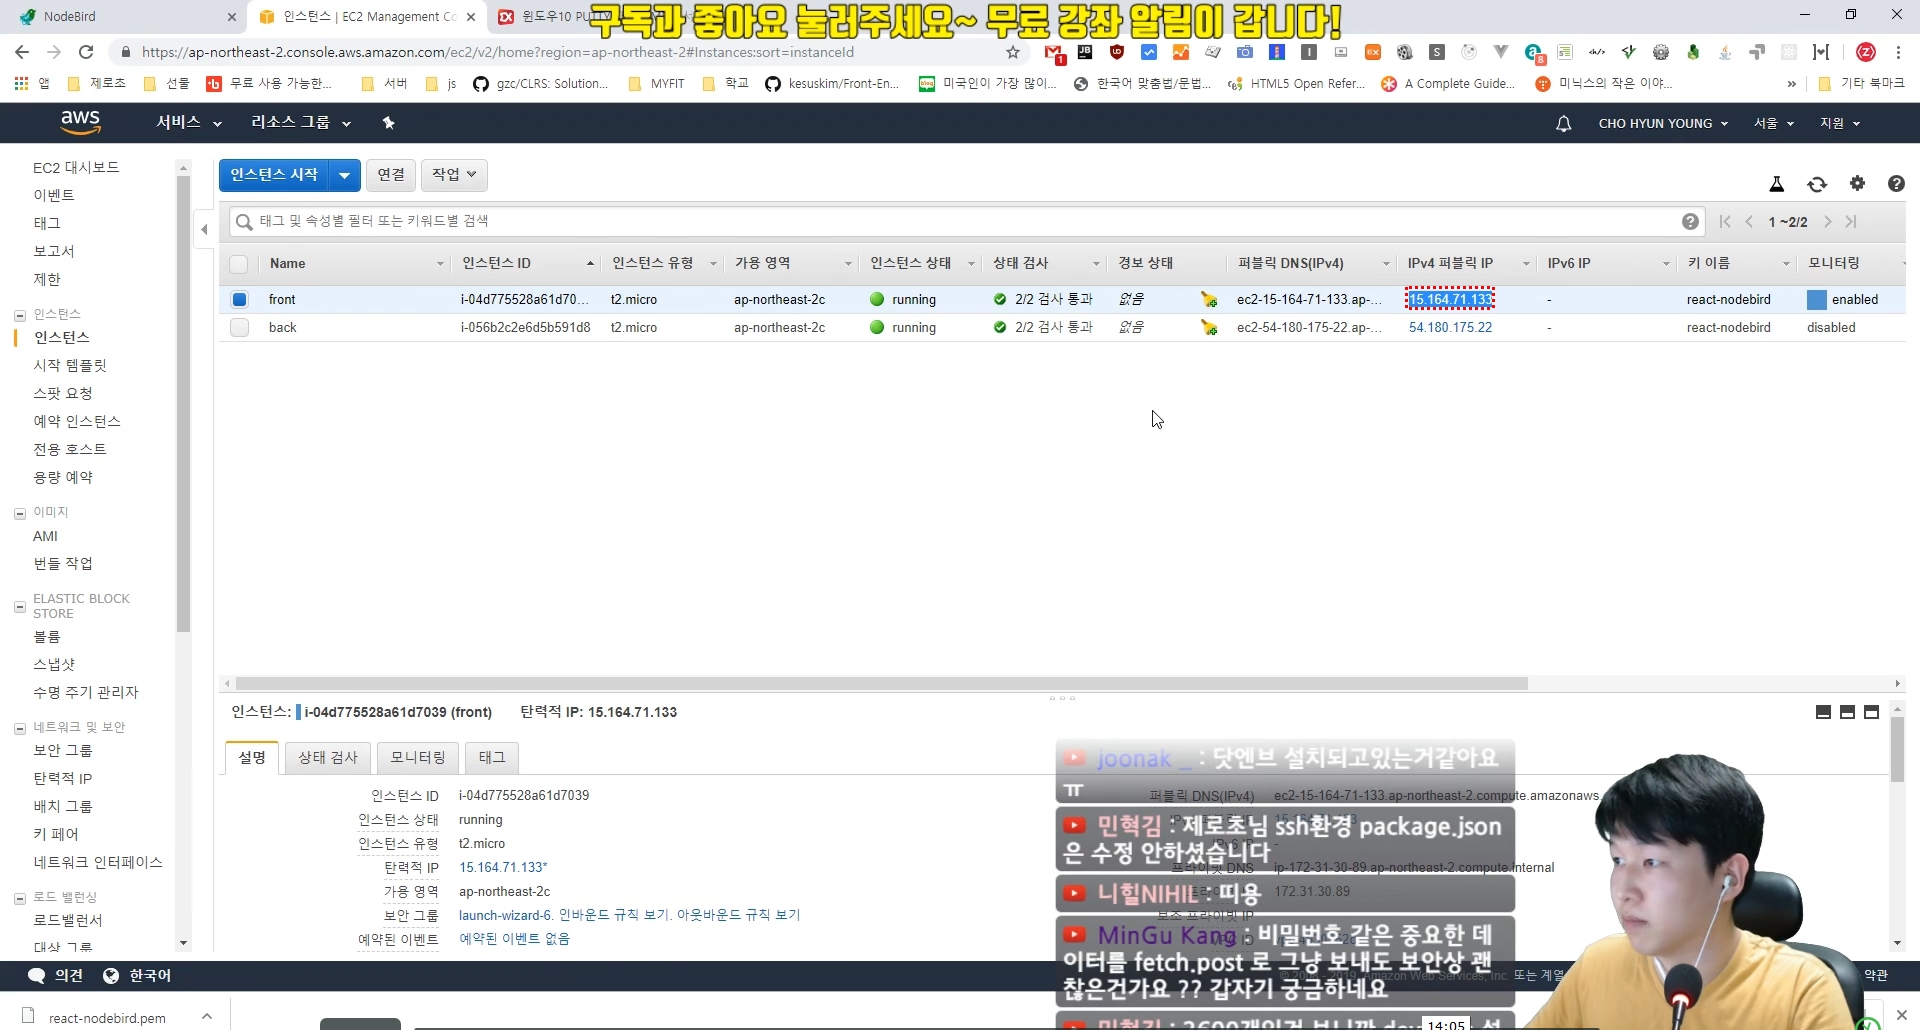 NodeBird
인스턴스 | EC2 Management Co
윈도우10 PUTTY
구독과 좋아요 눌러주세요~ 무료 강좌 알림이 갑니다!
https://ap-northeast-2.console.aws.amazon.com/ec2/v2/home?region=ap-northeast-2#Instances:sort=instanceId
앱 제로초 선물 무료 사용 가능한... 서버 js gzc/CLRS: Solution... MYFIT 학교 kesuskim/Front-En... 미국인이 가장 많이... 한국어 맞춤법/문법... HTML5 Open Refer... A Complete Guide... 미닉스의 작은 이야... » 기타 북마크
aws 서비스 리소스 그룹 CHO HYUN YOUNG 서울 지원
EC2 대시보드
이벤트
태그
보고서
제한
인스턴스
인스턴스
시작 템플릿
스팟 요청
예약 인스턴스
전용 호스트
용량 예약
이미지
AMI
번들 작업
ELASTIC BLOCK
STORE
볼륨
스냅샷
수명 주기 관리자
네트워크 및 보안
보안 그룹
탄력적 IP
배치 그룹
키 페어
네트워크 인터페이스
로드 밸런싱
로드밸런서
대상 그룹
인스턴스 시작 연결 작업
태그 및 속성별 필터 또는 키워드별 검색
1 ~2/2
Name 인스턴스 ID 인스턴스 유형 가용 영역 인스턴스 상태 상태 검사 경보 상태 퍼블릭 DNS(IPv4) IPv4 퍼블릭 IP IPv6 IP 키 이름 모니터링
front i-04d775528a61d70... t2.micro ap-northeast-2c running 2/2 검사 통과 없음 ec2-15-164-71-133.ap-... 15.164.71.133 - react-nodebird enabled
back i-056b2c2e6d5b591d8 t2.micro ap-northeast-2c running 2/2 검사 통과 없음 ec2-54-180-175-22.ap-... 54.180.175.22 - react-nodebird disabled
인스턴스: i-04d775528a61d7039 (front) 탄력적 IP: 15.164.71.133
설명 상태 검사 모니터링 태그
인스턴스 ID i-04d775528a61d7039
인스턴스 상태 running
인스턴스 유형 t2.micro
탄력적 IP 15.164.71.133*
가용 영역 ap-northeast-2c
보안 그룹 launch-wizard-6. 인바운드 규칙 보기. 아웃바운드 규칙 보기
예약된 이벤트 예약된 이벤트 없음
퍼블릭 DNS(IPv4) ec2-15-164-71-133.ap-northeast-2.compute.amazonaws.
프라이빗 DNS ip-172-31-30-89.ap-northeast-2.compute.internal
172.31.30.89
보조 프라이빗 IP
joonak _ : 닷엔브 설치되고있는거같아요
ㅠ
민혁김 : 제로초님 ssh환경 package.json
은 수정 안하셨습니다
니힐NIHIL : 띠용
MinGu Kang : 비밀번호 같은 중요한 데
이터를 fetch.post 로 그냥 보내도 보안상 괜
찮은건가요 ?? 갑자기 궁금하네요
의견 한국어
약관
react-nodebird.pem
14:05